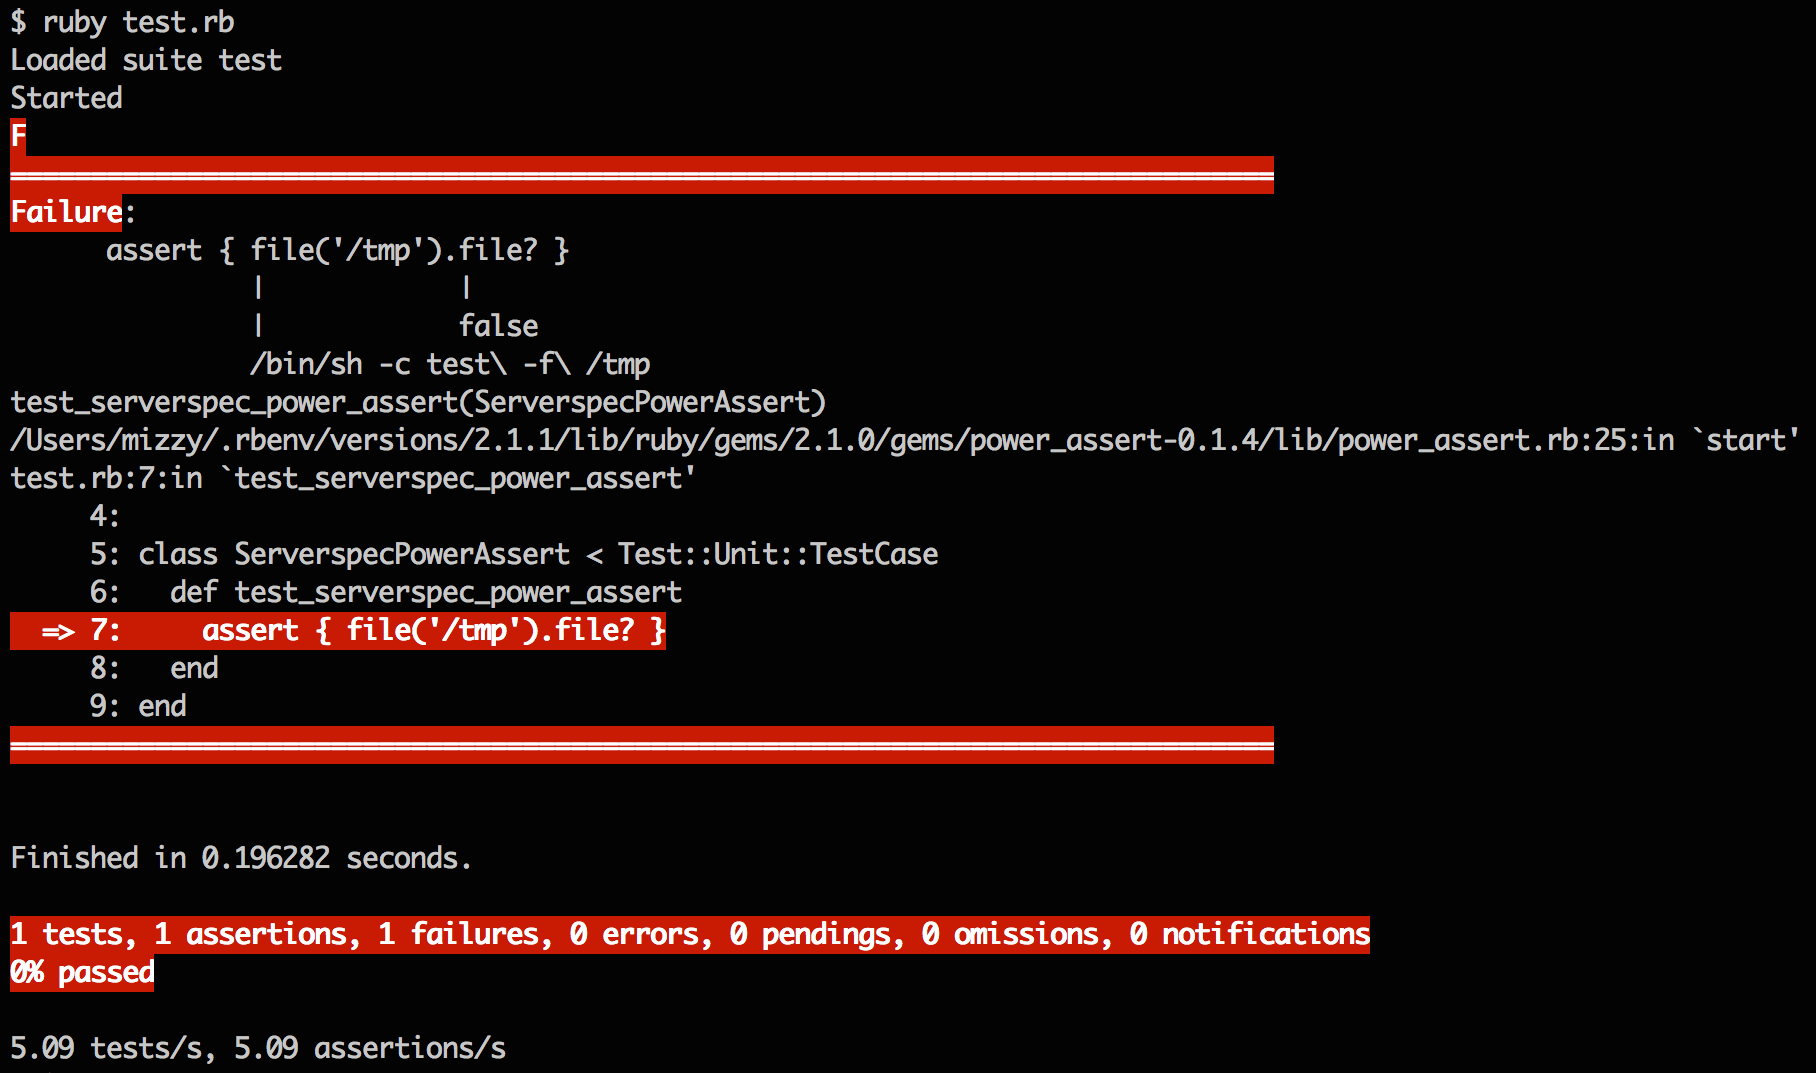 $ ruby test.rb
Loaded suite test
Started
F
===============================================================================
Failure:
      assert { file('/tmp').file? }
               |            |
               |            false
               /bin/sh -c test\ -f\ /tmp
test_serverspec_power_assert(ServerspecPowerAssert)
/Users/mizzy/.rbenv/versions/2.1.1/lib/ruby/gems/2.1.0/gems/power_assert-0.1.4/lib/power_assert.rb:25:in `start'
test.rb:7:in `test_serverspec_power_assert'
     4:
     5: class ServerspecPowerAssert < Test::Unit::TestCase
     6:   def test_serverspec_power_assert
  => 7:     assert { file('/tmp').file? }
     8:   end
     9: end
===============================================================================
Finished in 0.196282 seconds.
1 tests, 1 assertions, 1 failures, 0 errors, 0 pendings, 0 omissions, 0 notifications
0% passed
5.09 tests/s, 5.09 assertions/s